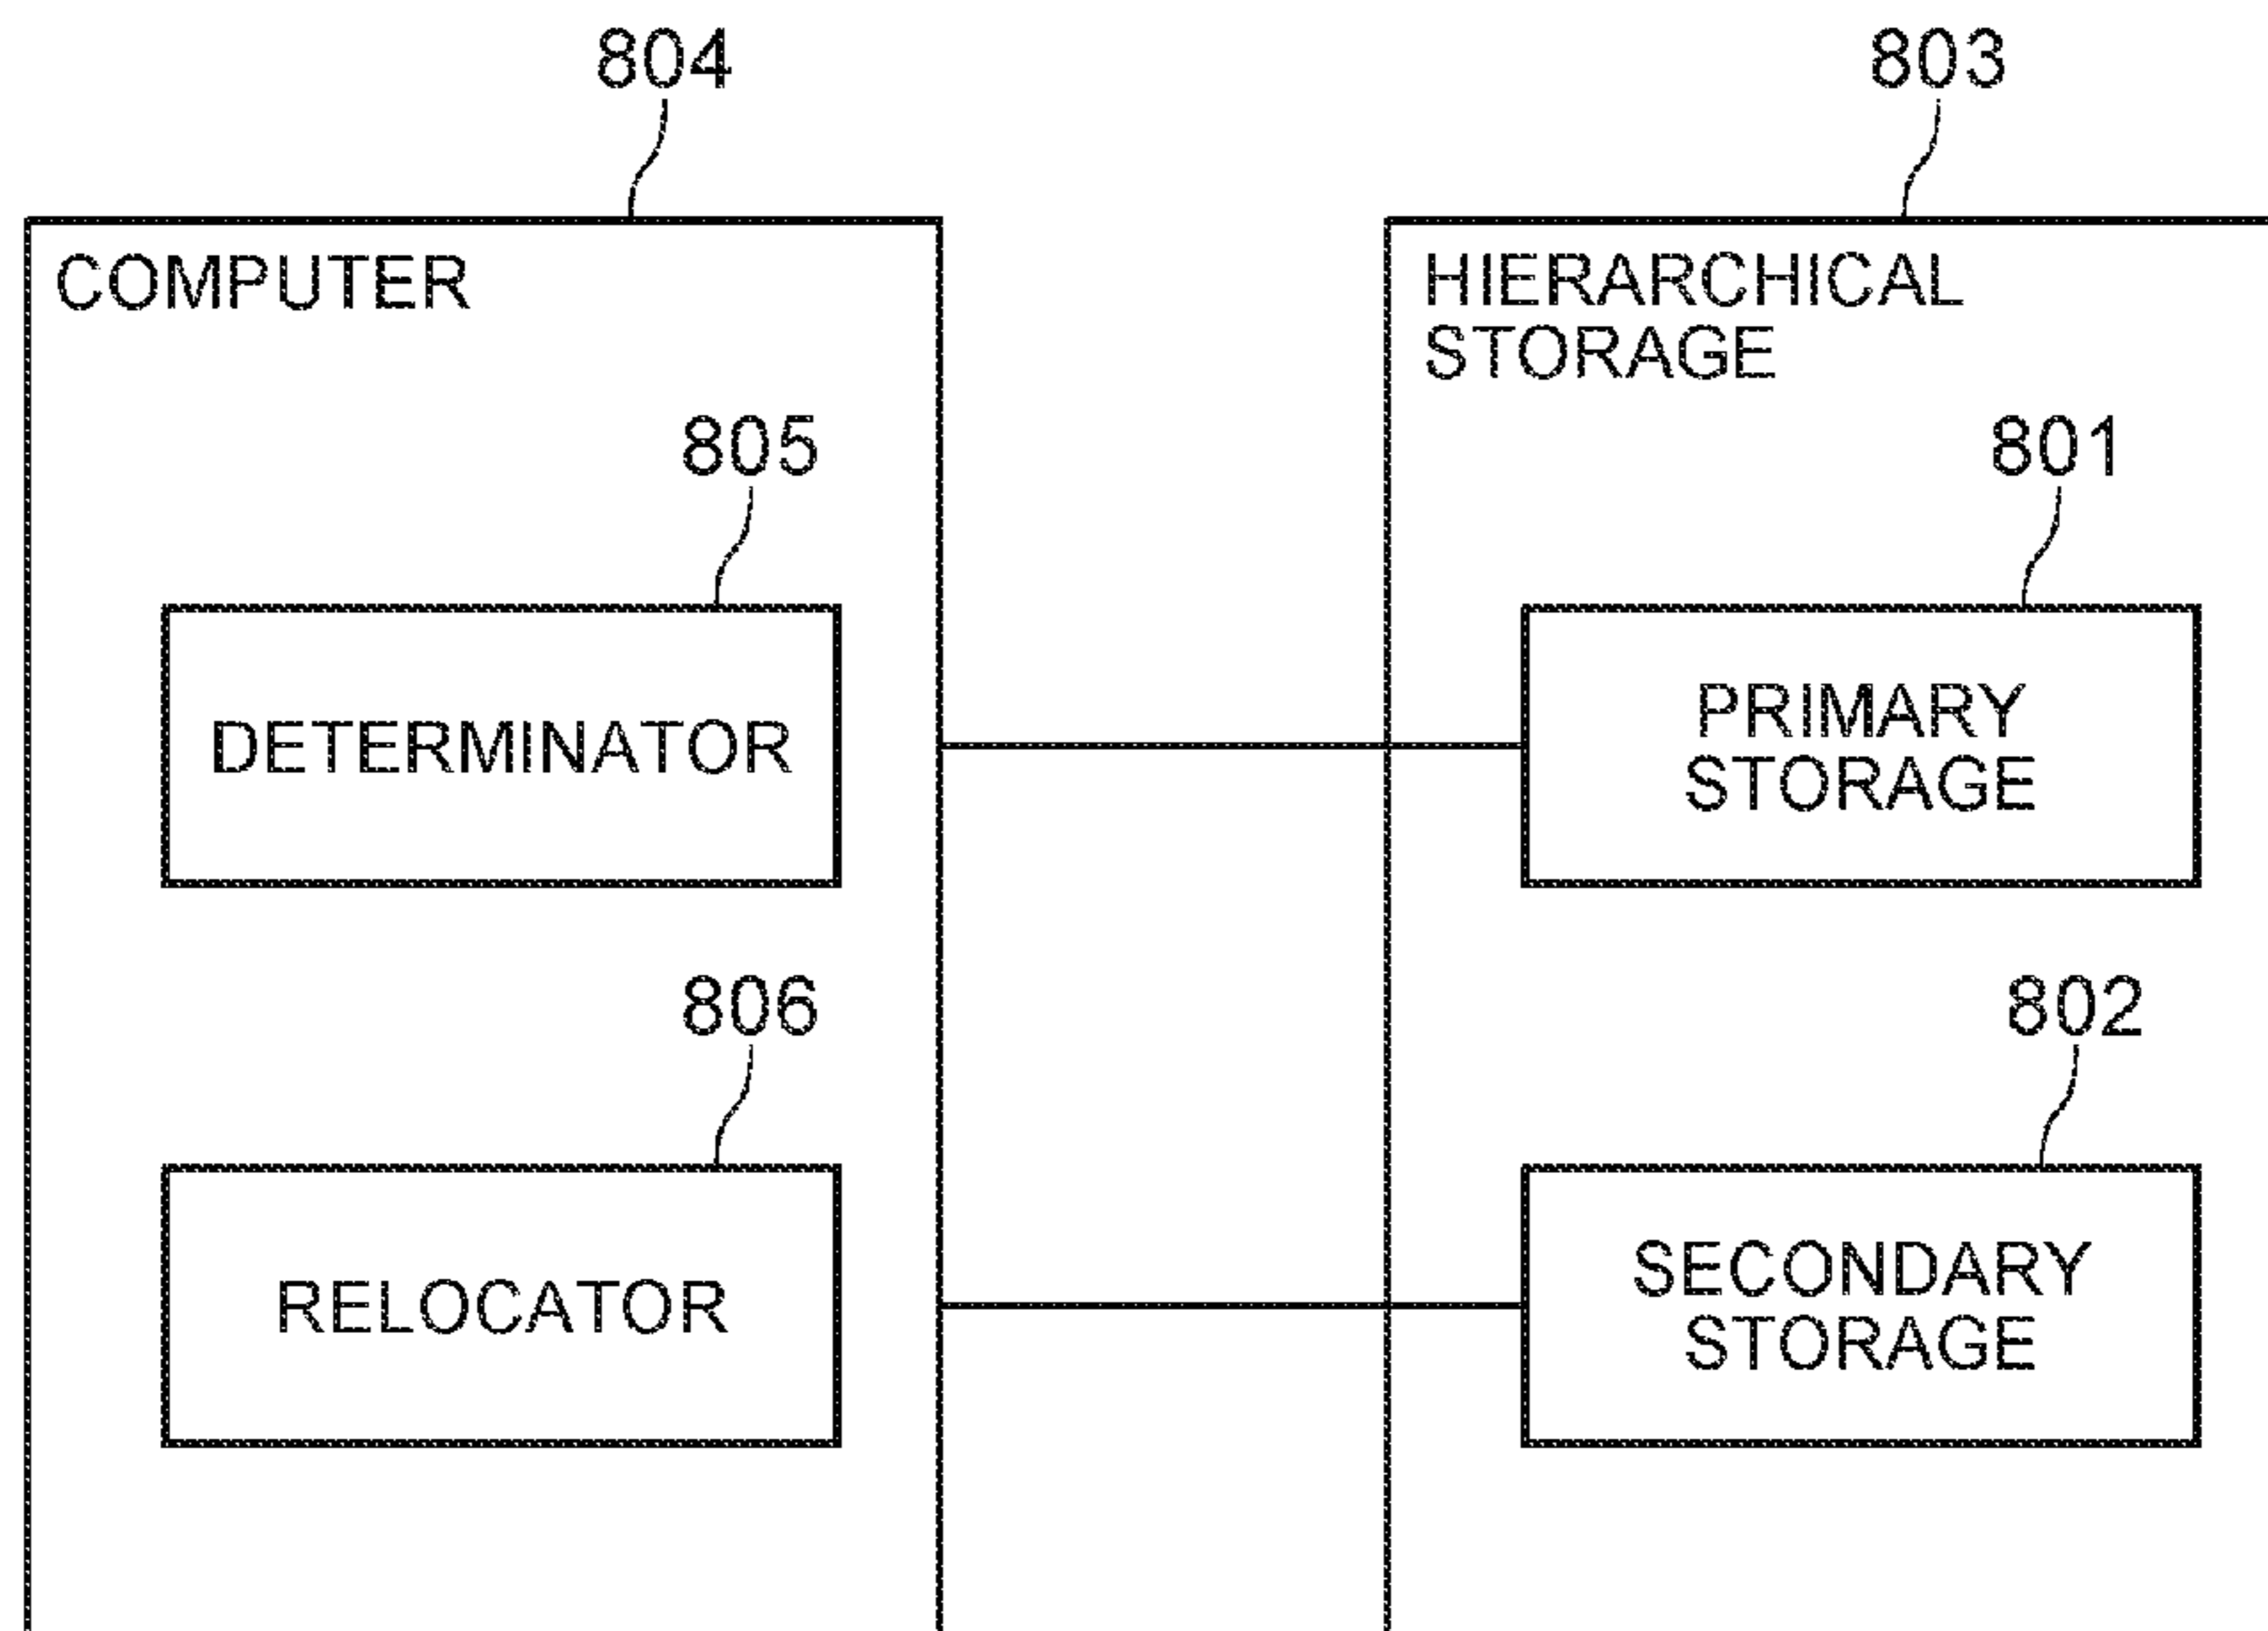 804
803
COMPUTER
HIERARCHICAL
STORAGE
805
801
DETERMINATOR
PRIMARY
STORAGE
806
802
RELOCATOR
SECONDARY
STORAGE